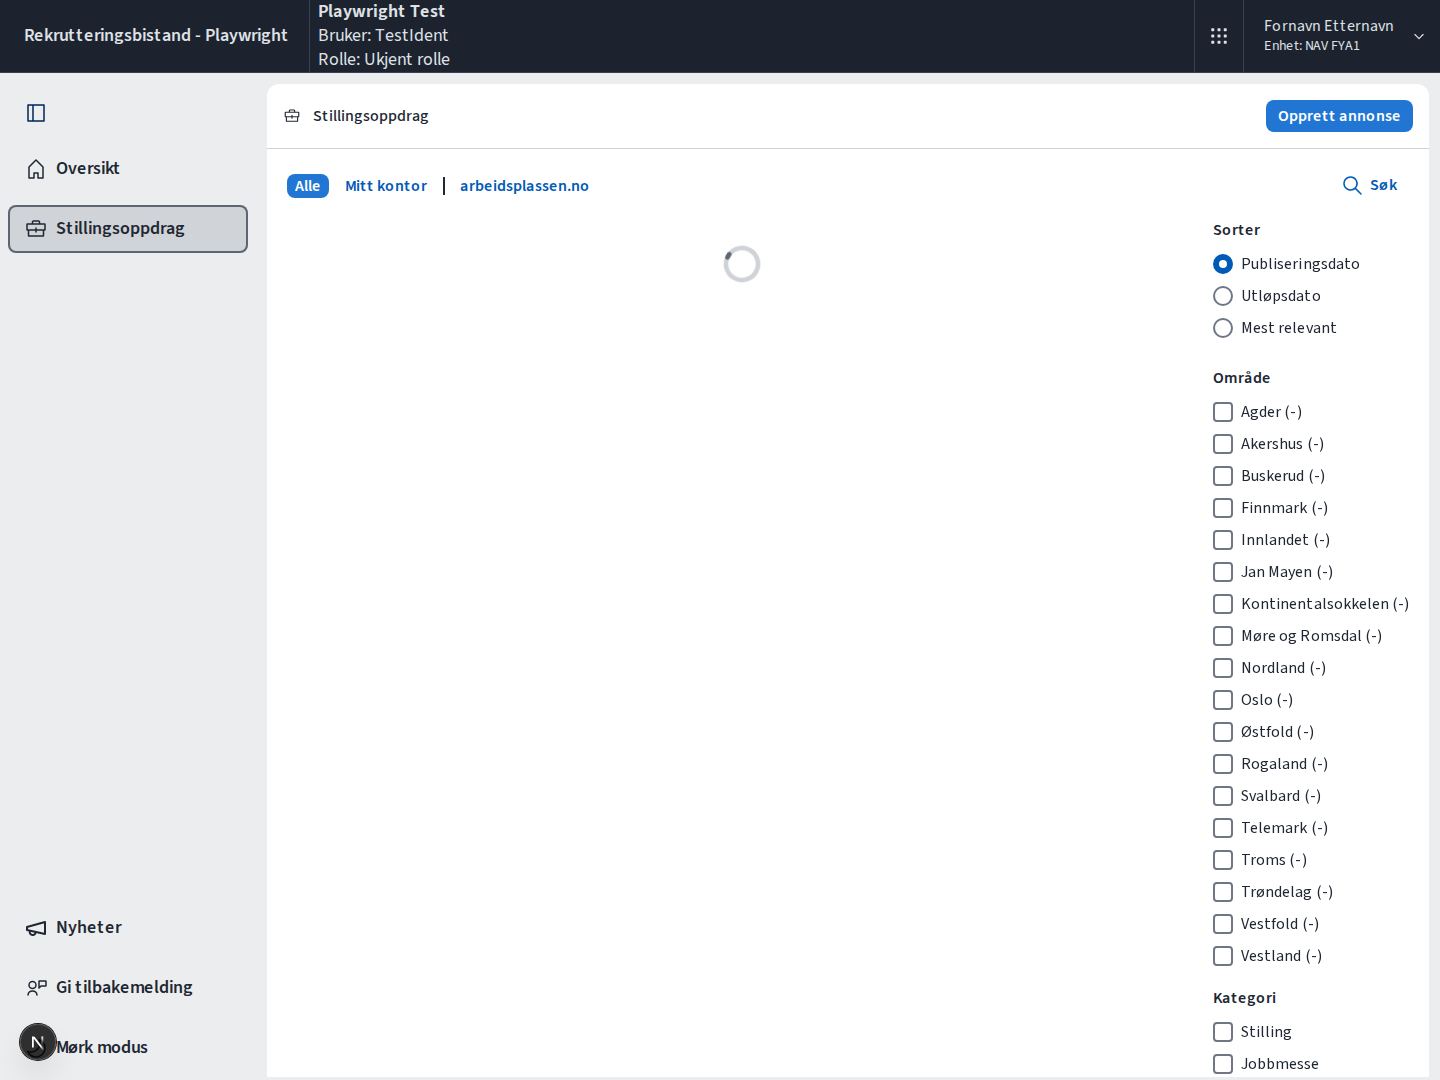 Rekrutteringsbistand - Playwright
Playwright Test
Bruker: TestIdent
Rolle: Ukjent rolle
Fornavn Etternavn
Enhet: NAV FYA1
Oversikt
Stillingsoppdrag
Nyheter
Gi tilbakemelding
N
Mørk modus
Stillingsoppdrag
Opprett annonse
Alle
Mitt kontor
arbeidsplassen.no
Søk
Sorter
Publiseringsdato
Utløpsdato
Mest relevant
Område
Agder (-)
Akershus (-)
Buskerud (-)
Finnmark (-)
Innlandet (-)
Jan Mayen (-)
Kontinentalsokkelen (-)
Møre og Romsdal (-)
Nordland (-)
Oslo (-)
Østfold (-)
Rogaland (-)
Svalbard (-)
Telemark (-)
Troms (-)
Trøndelag (-)
Vestfold (-)
Vestland (-)
Kategori
Stilling
Jobbmesse